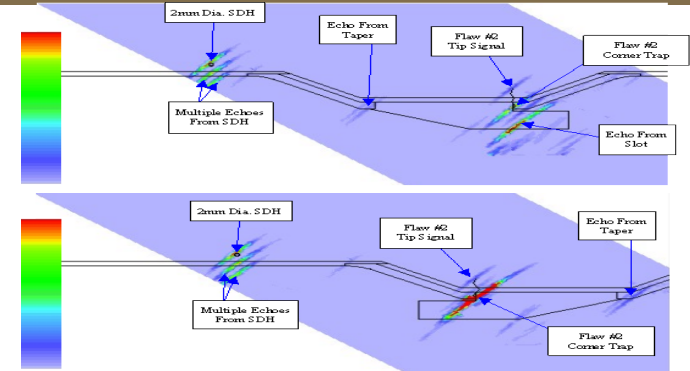 2mm Dia. SDH
Echo From
Taper
Flaw #2
Tip Signal
Flaw #2
Corner Trap
Multiple Echoes
From SDH
Echo From
Slot
2mm Dia. SDH
Flaw #2
Tip Signal
Echo From
Taper
Multiple Echoes
From SDH
Flaw #2
Corner Trap